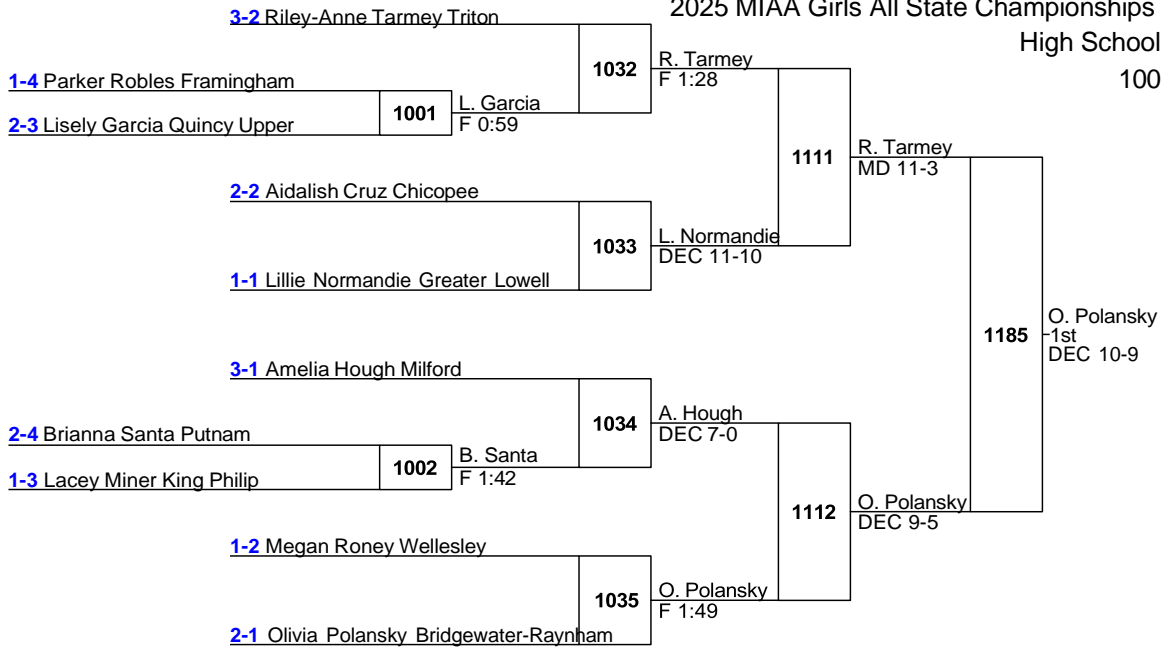 2025 MIAA Girls All State Championships
High School
100
3-2 Riley-Anne Tarmey Triton
1032
R. Tarmey
F 1:28
1-4 Parker Robles Framingham
1001
L. Garcia
F 0:59
2-3 Lisely Garcia Quincy Upper
1111
R. Tarmey
MD 11-3
2-2 Aidalish Cruz Chicopee
1033
L. Normandie
DEC 11-10
1-1 Lillie Normandie Greater Lowell
1185
O. Polansky
1st
DEC 10-9
3-1 Amelia Hough Milford
1034
A. Hough
DEC 7-0
2-4 Brianna Santa Putnam
1002
B. Santa
F 1:42
1-3 Lacey Miner King Philip
1112
O. Polansky
DEC 9-5
1-2 Megan Roney Wellesley
1035
O. Polansky
F 1:49
2-1 Olivia Polansky Bridgewater-Raynham